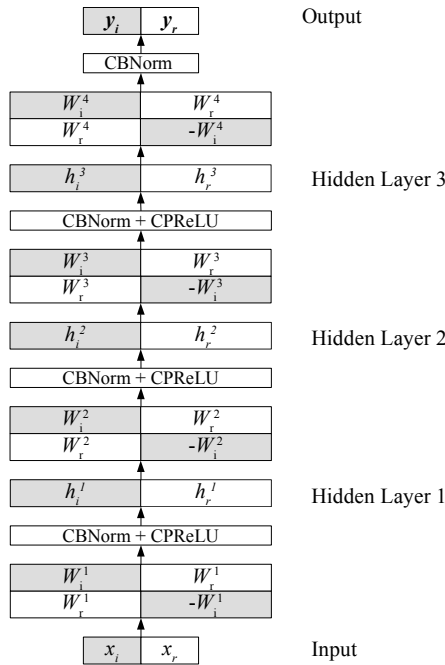 y_i y_r Output
CBNorm
W_i^4 W_r^4
W_r^4 -W_i^4
h_i^3 h_r^3 Hidden Layer 3
CBNorm + CPReLU
W_i^3 W_r^3
W_r^3 -W_i^3
h_i^2 h_r^2 Hidden Layer 2
CBNorm + CPReLU
W_i^2 W_r^2
W_r^2 -W_i^2
h_i^1 h_r^1 Hidden Layer 1
CBNorm + CPReLU
W_i^1 W_r^1
W_r^1 -W_i^1
x_i x_r Input